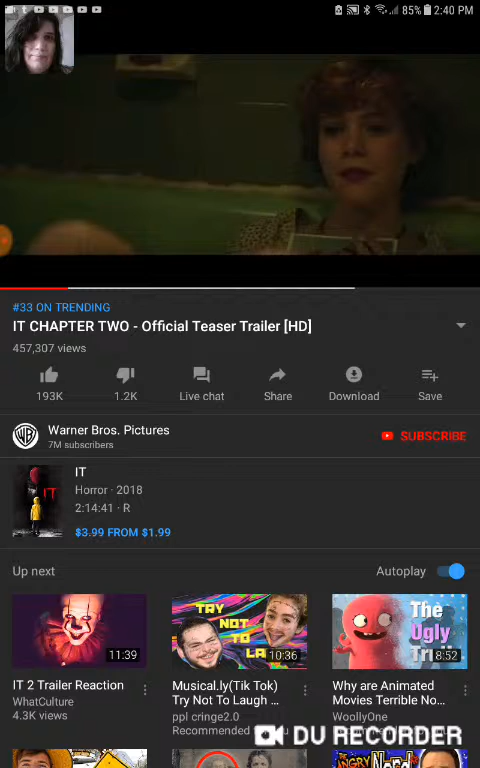 85% 2:40 PM
#33 ON TRENDING
IT CHAPTER TWO - Official Teaser Trailer [HD]
457,307 views
193K 1.2K Live chat Share Download Save
Warner Bros. Pictures
7M subscribers
SUBSCRIBE
IT
Horror · 2018
2:14:41 · R
$3.99 FROM $1.99
IT
Up next
Autoplay
11:39
TRY
NOT
TO
LA
10:36
The
Ugly
8:52
IT 2 Trailer Reaction
WhatCulture
4.3K views
Musical.ly(Tik Tok)
Try Not To Laugh ...
ppl cringe2.0
Recommended
Why are Animated
Movies Terrible No...
WoollyOne
DU RECORDER
ANGRY